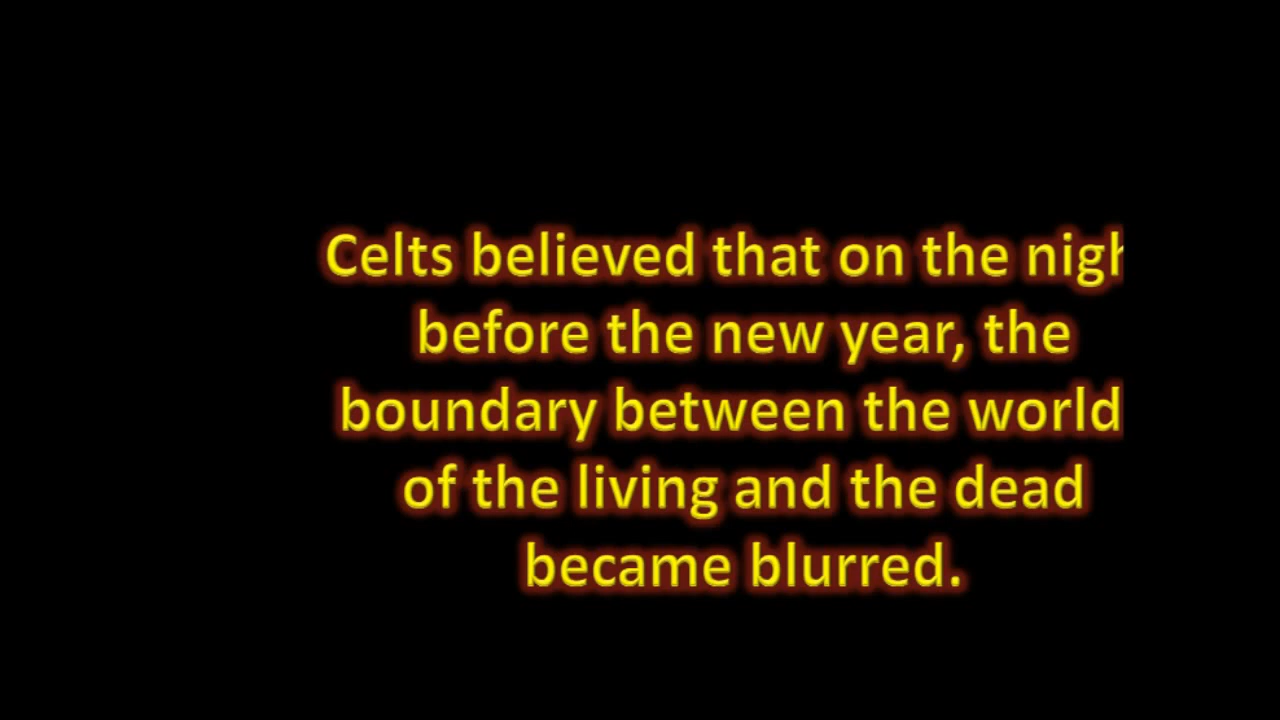 Celts believed that on the nigh
before the new year, the
boundary between the world
of the living and the dead
became blurred.